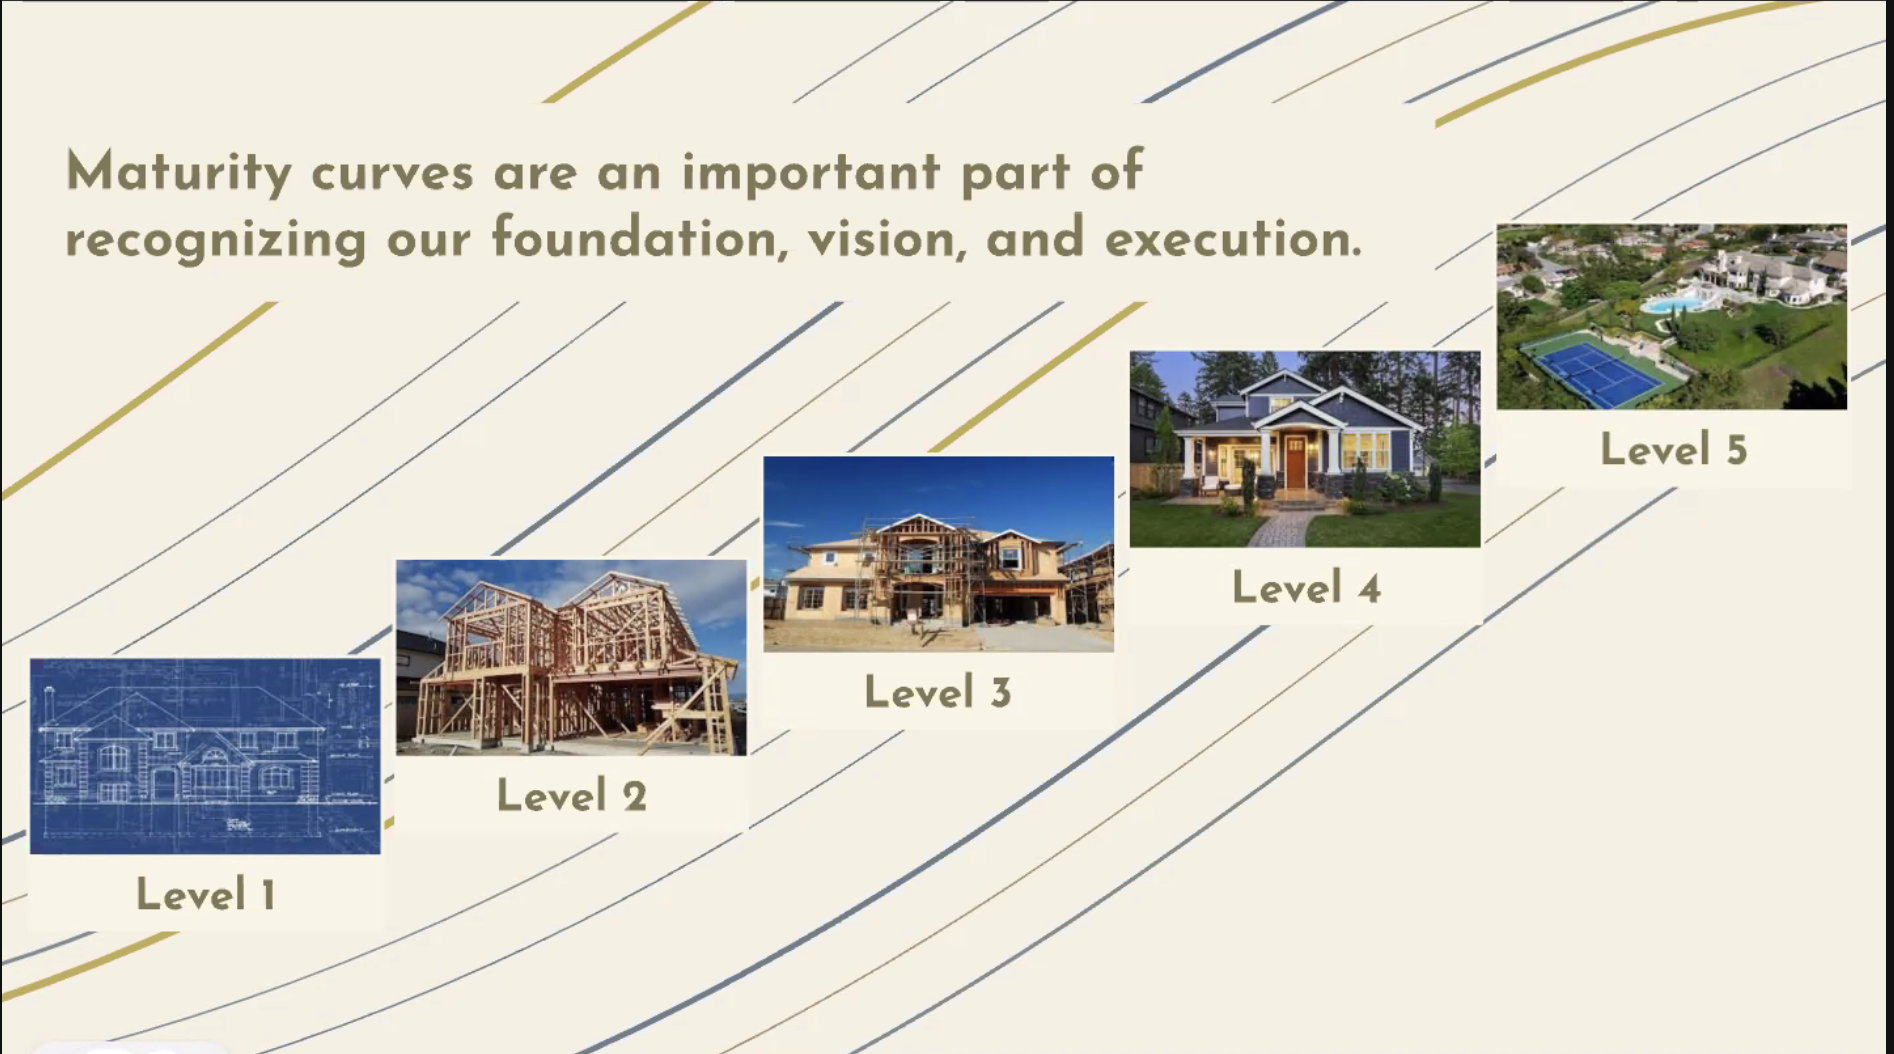 Maturity curves are an important part of
recognizing our foundation, vision, and execution.
Level 1
Level 2
Level 3
Level 4
Level 5